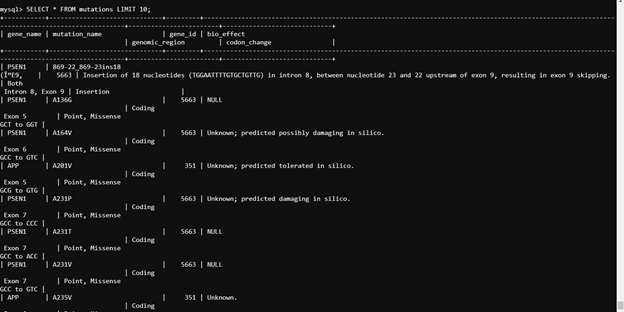 mysql> SELECT * FROM mutations LIMIT 10;
| gene_name | mutation_name | gene_id | bio_effect
| genomic_region | codon_change |
| PSEN1 | 869-22_869-23ins18
(Î"E9, | 5663 | Insertion of 18 nucleotides (TGGAATTTTGTGCTGTTG) in intron 8, between nucleotide 23 and 22 upstream of exon 9, resulting in exon 9 skipping.
| Both
Intron 8, Exon 9 | Insertion |
| PSEN1 | A136G | 5663 | NULL
| Coding
Exon 5 | Point, Missense
GCT to GGT |
| PSEN1 | A164V | 5663 | Unknown; predicted possibly damaging in silico.
| Coding
Exon 6 | Point, Missense
GCC to GTC |
| APP | A201V | 351 | Unknown; predicted tolerated in silico.
| Coding
Exon 5 | Point, Missense
GCG to GTG |
| PSEN1 | A231P | 5663 | Unknown; predicted damaging in silico.
| Coding
Exon 7 | Point, Missense
GCC to CCC |
| PSEN1 | A231T | 5663 | NULL
| Coding
Exon 7 | Point, Missense
GCC to ACC |
| PSEN1 | A231V | 5663 | NULL
| Coding
Exon 7 | Point, Missense
GCC to GTC |
| APP | A235V | 351 | Unknown.
| Coding